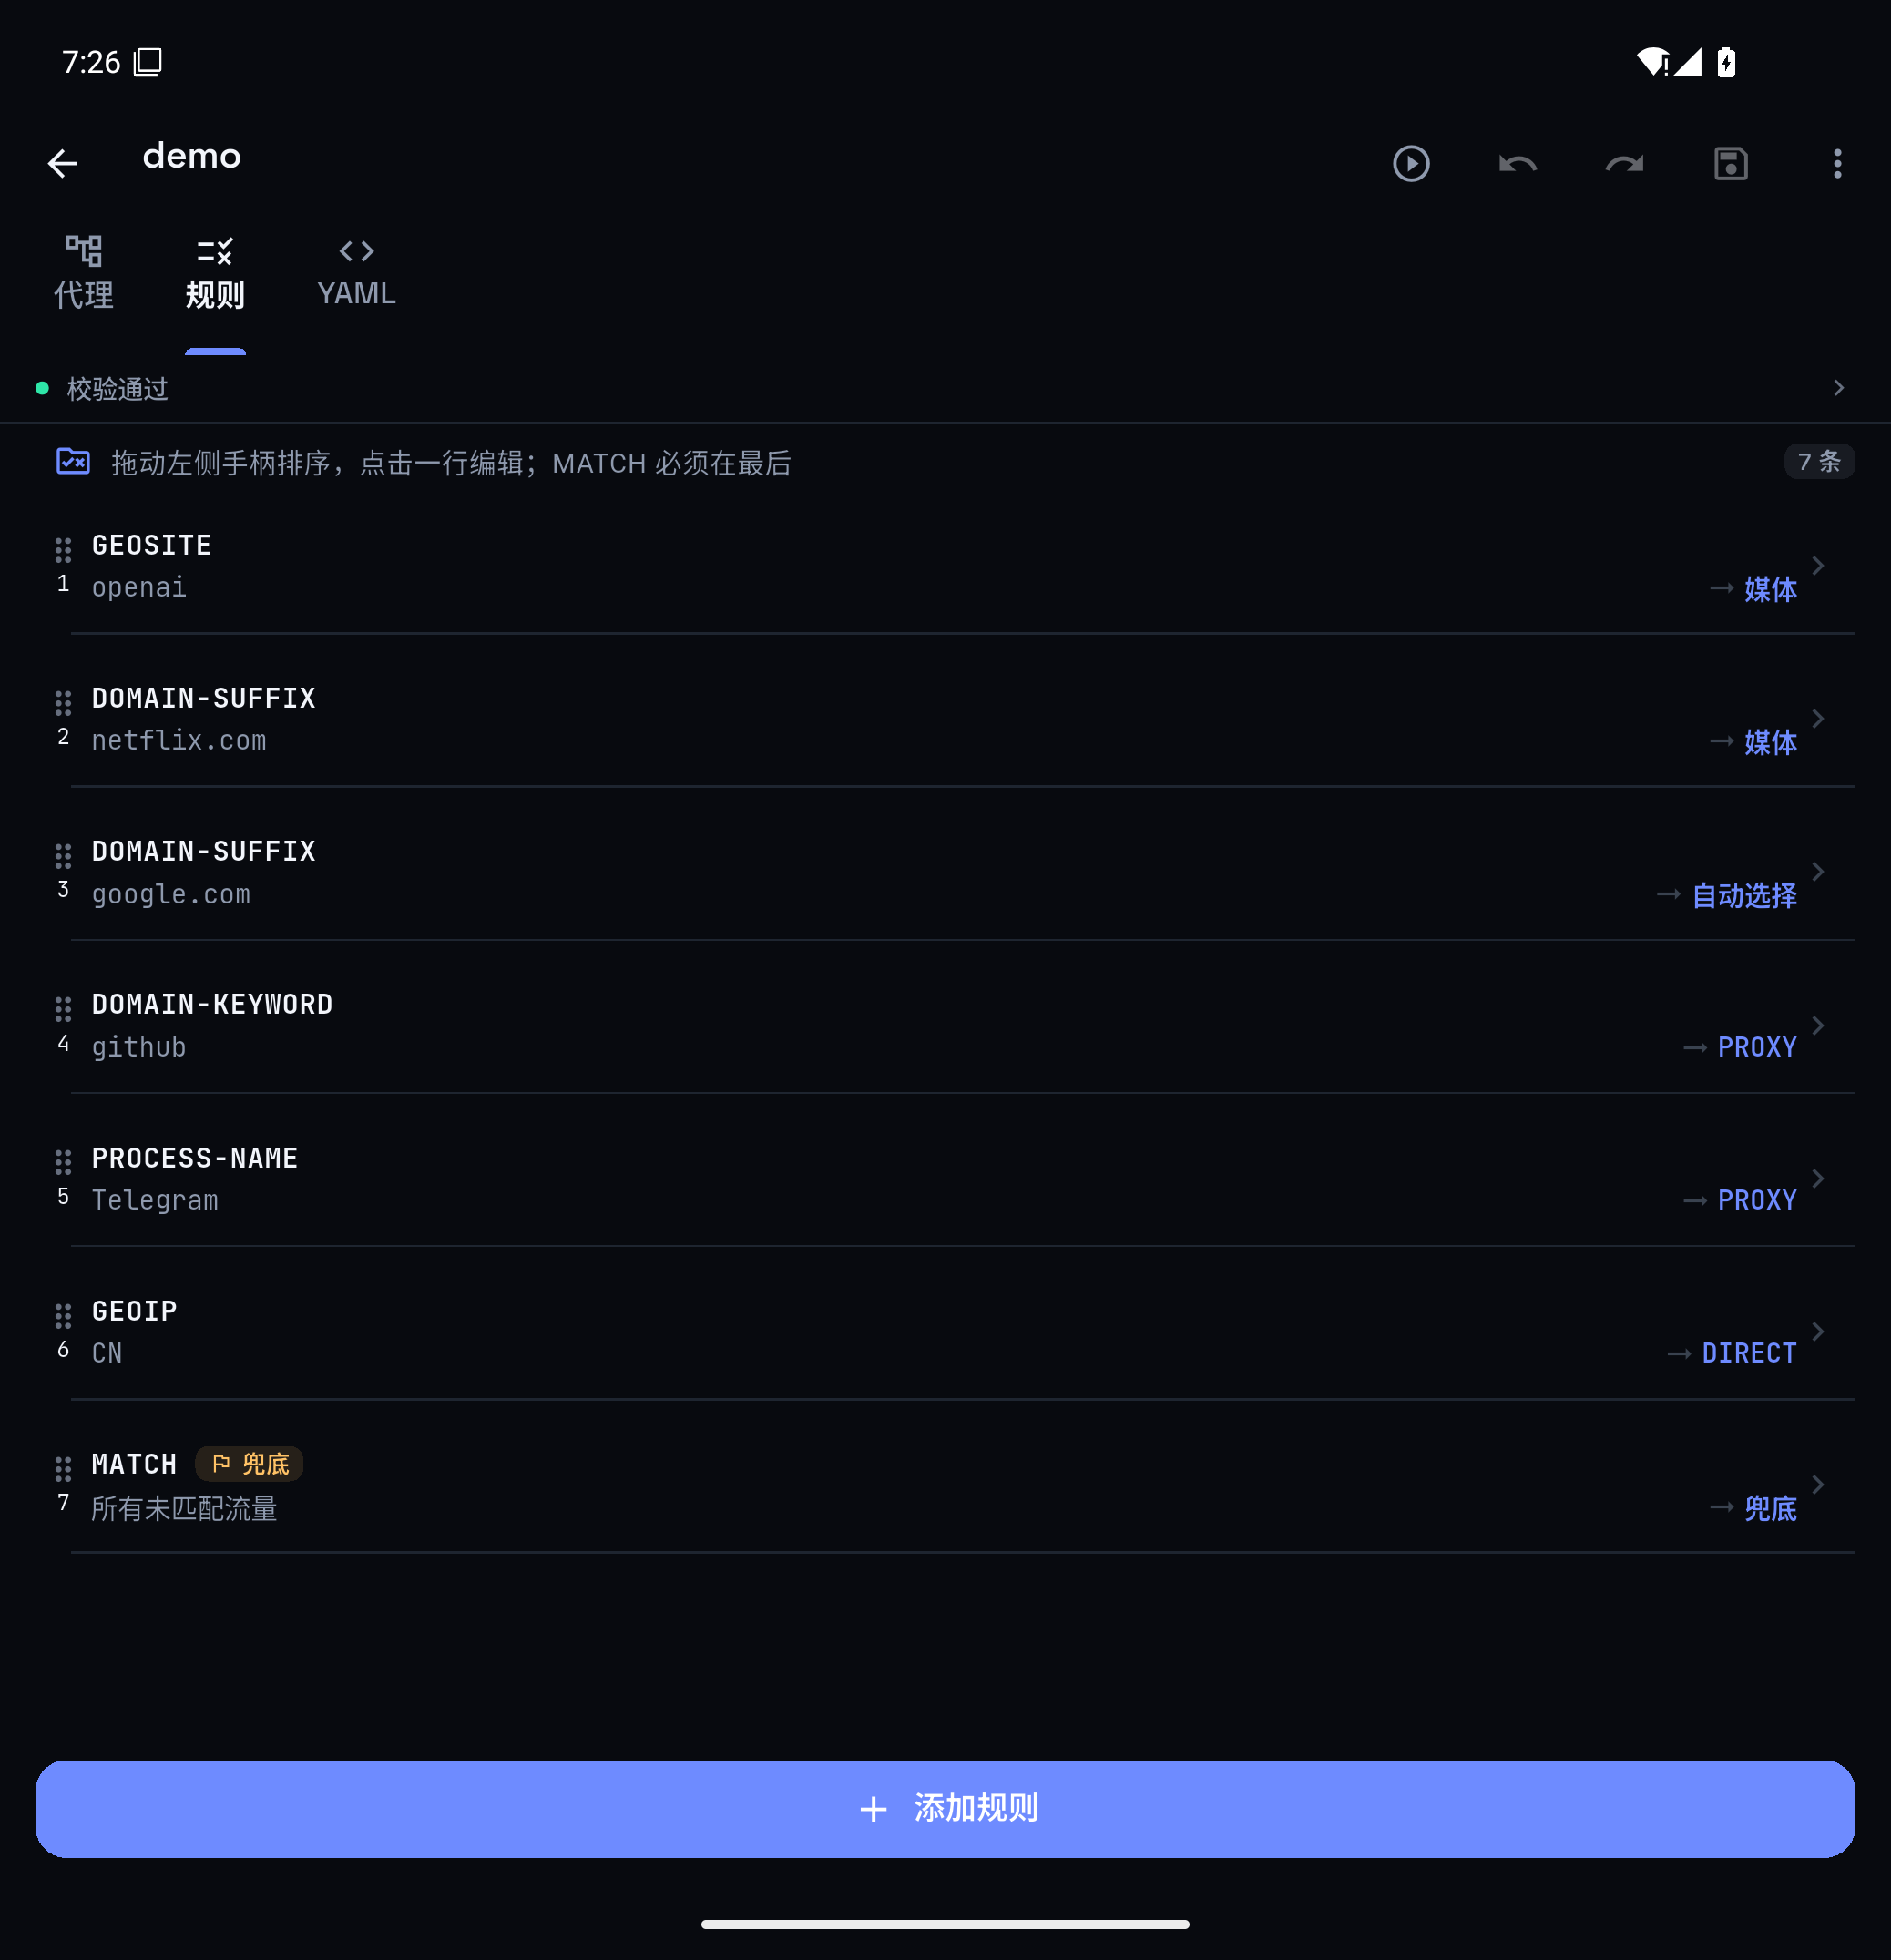 7:26
demo
代理
规则
YAML
校验通过
拖动左侧手柄排序，点击一行编辑；MATCH 必须在最后
7 条
GEOSITE
1
openai
→ 媒体
DOMAIN-SUFFIX
2
netflix.com
→ 媒体
DOMAIN-SUFFIX
3
google.com
→ 自动选择
DOMAIN-KEYWORD
4
github
→ PROXY
PROCESS-NAME
5
Telegram
→ PROXY
GEOIP
6
CN
→ DIRECT
MATCH 兜底
7
所有未匹配流量
→ 兜底
+ 添加规则